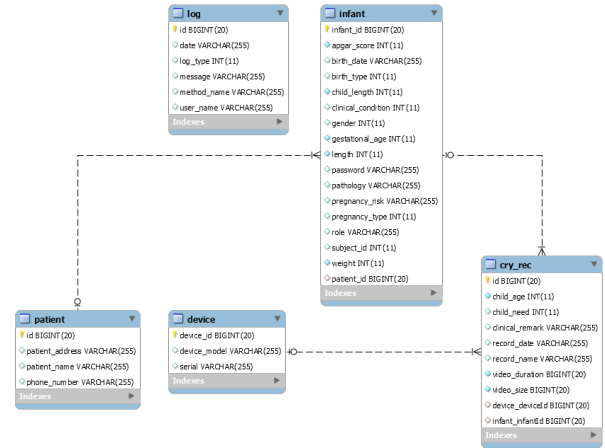 log
id BIGINT(20)
date VARCHAR(255)
log_type INT(11)
message VARCHAR(255)
method_name VARCHAR(255)
user_name VARCHAR(255)
Indexes
infant
infant_id BIGINT(20)
apgar_score INT(11)
birth_date VARCHAR(255)
birth_type INT(11)
child_length INT(11)
clinical_condition INT(11)
gender INT(11)
gestational_age INT(11)
length INT(11)
password VARCHAR(255)
pathology VARCHAR(255)
pregnancy_risk VARCHAR(255)
pregnancy_type INT(11)
role VARCHAR(255)
subject_id INT(11)
weight INT(11)
patient_id BIGINT(20)
Indexes
patient
id BIGINT(20)
patient_address VARCHAR(255)
patient_name VARCHAR(255)
phone_number VARCHAR(255)
Indexes
device
device_id BIGINT(20)
device_model VARCHAR(255)
serial VARCHAR(255)
Indexes
cry_rec
id BIGINT(20)
child_age INT(11)
child_need INT(11)
clinical_remark VARCHAR(255)
record_date VARCHAR(255)
record_name VARCHAR(255)
video_duration BIGINT(20)
video_size BIGINT(20)
device_deviceId BIGINT(20)
infant_infantId BIGINT(20)
Indexes